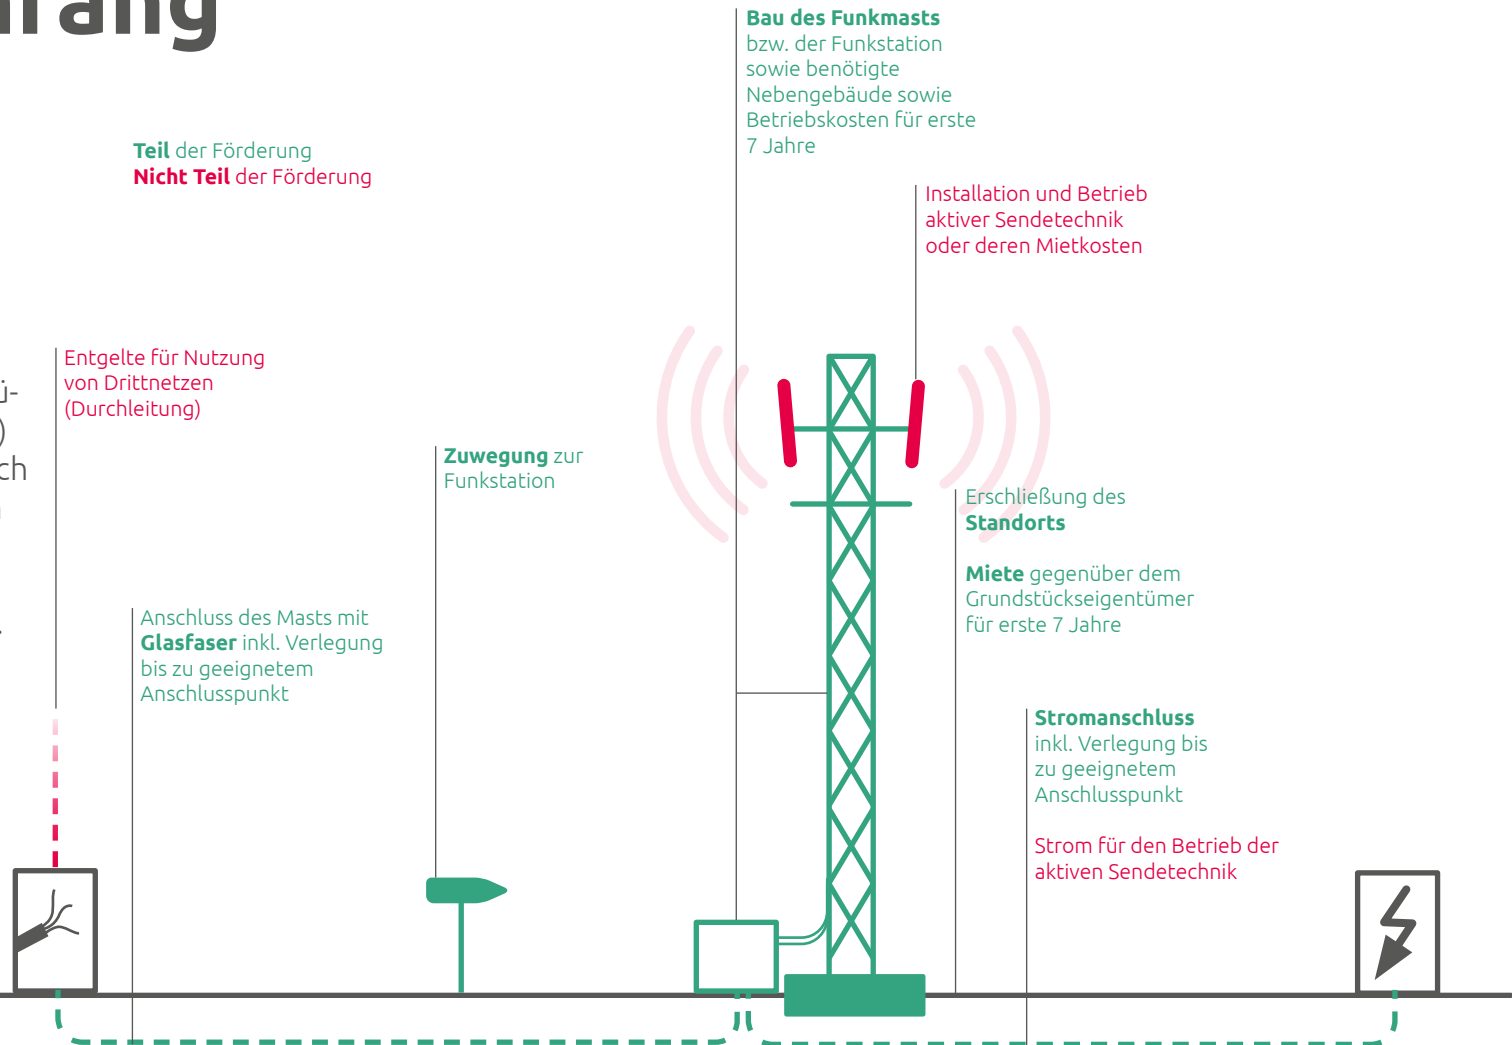 Bau des Funkmasts
bzw. der Funkstation
sowie benötigte
Nebengebäude sowie
Betriebskosten für erste
7 Jahre
Teil der Förderung
Nicht Teil der Förderung
Installation und Betrieb
aktiver Sendetechnik
oder deren Mietkosten
Entgelte für Nutzung
von Drittnetzen
(Durchleitung)
Zuwegung zur
Funkstation
Erschließung des
Standorts
Miete gegenüber dem
Grundstückseigentümer
für erste 7 Jahre
Anschluss des Masts mit
Glasfaser inkl. Verlegung
bis zu geeignetem
Anschlusspunkt
Stromanschluss
inkl. Verlegung bis
zu geeignetem
Anschlusspunkt
Strom für den Betrieb der
aktiven Sendetechnik